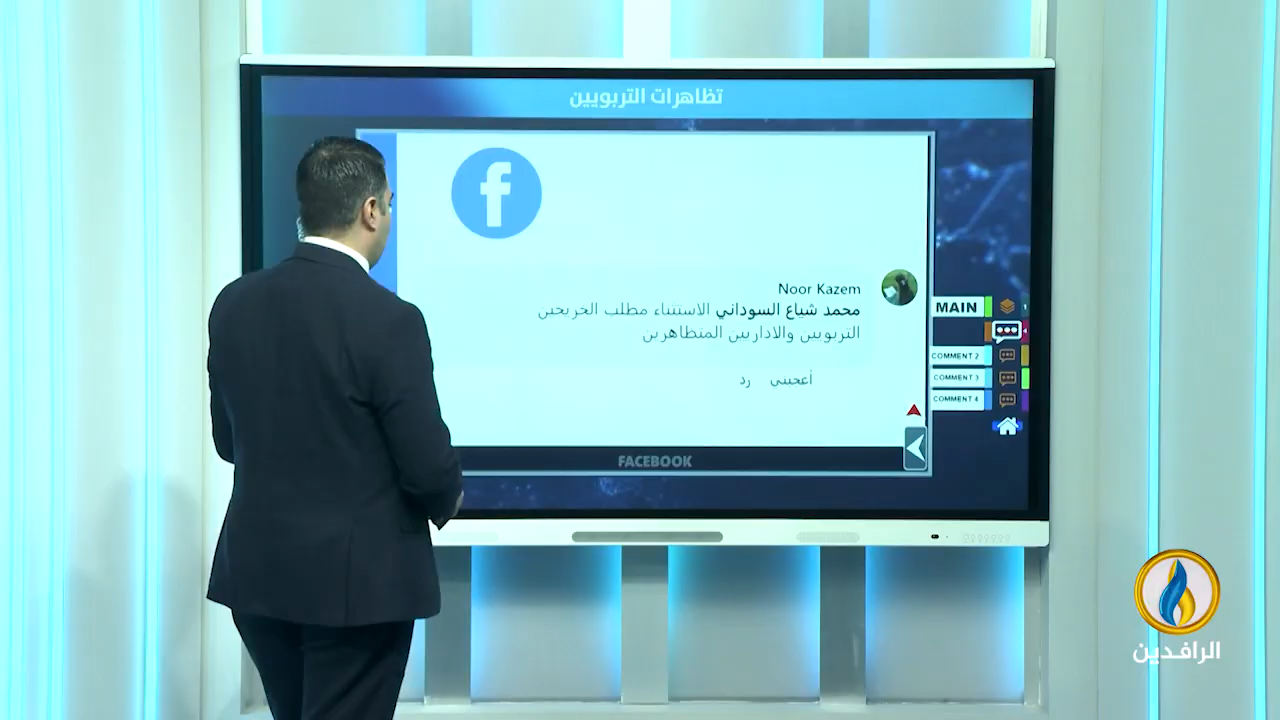 تظاهرات التربويين
Noor Kazem
محمد شياع السوداني الاستثناء مطلب الخريجين
التربويين والاداريين المتظاهرين
أعجبني رد
FACEBOOK
MAIN
COMMENT 2
COMMENT 3
COMMENT 4
الرافدين